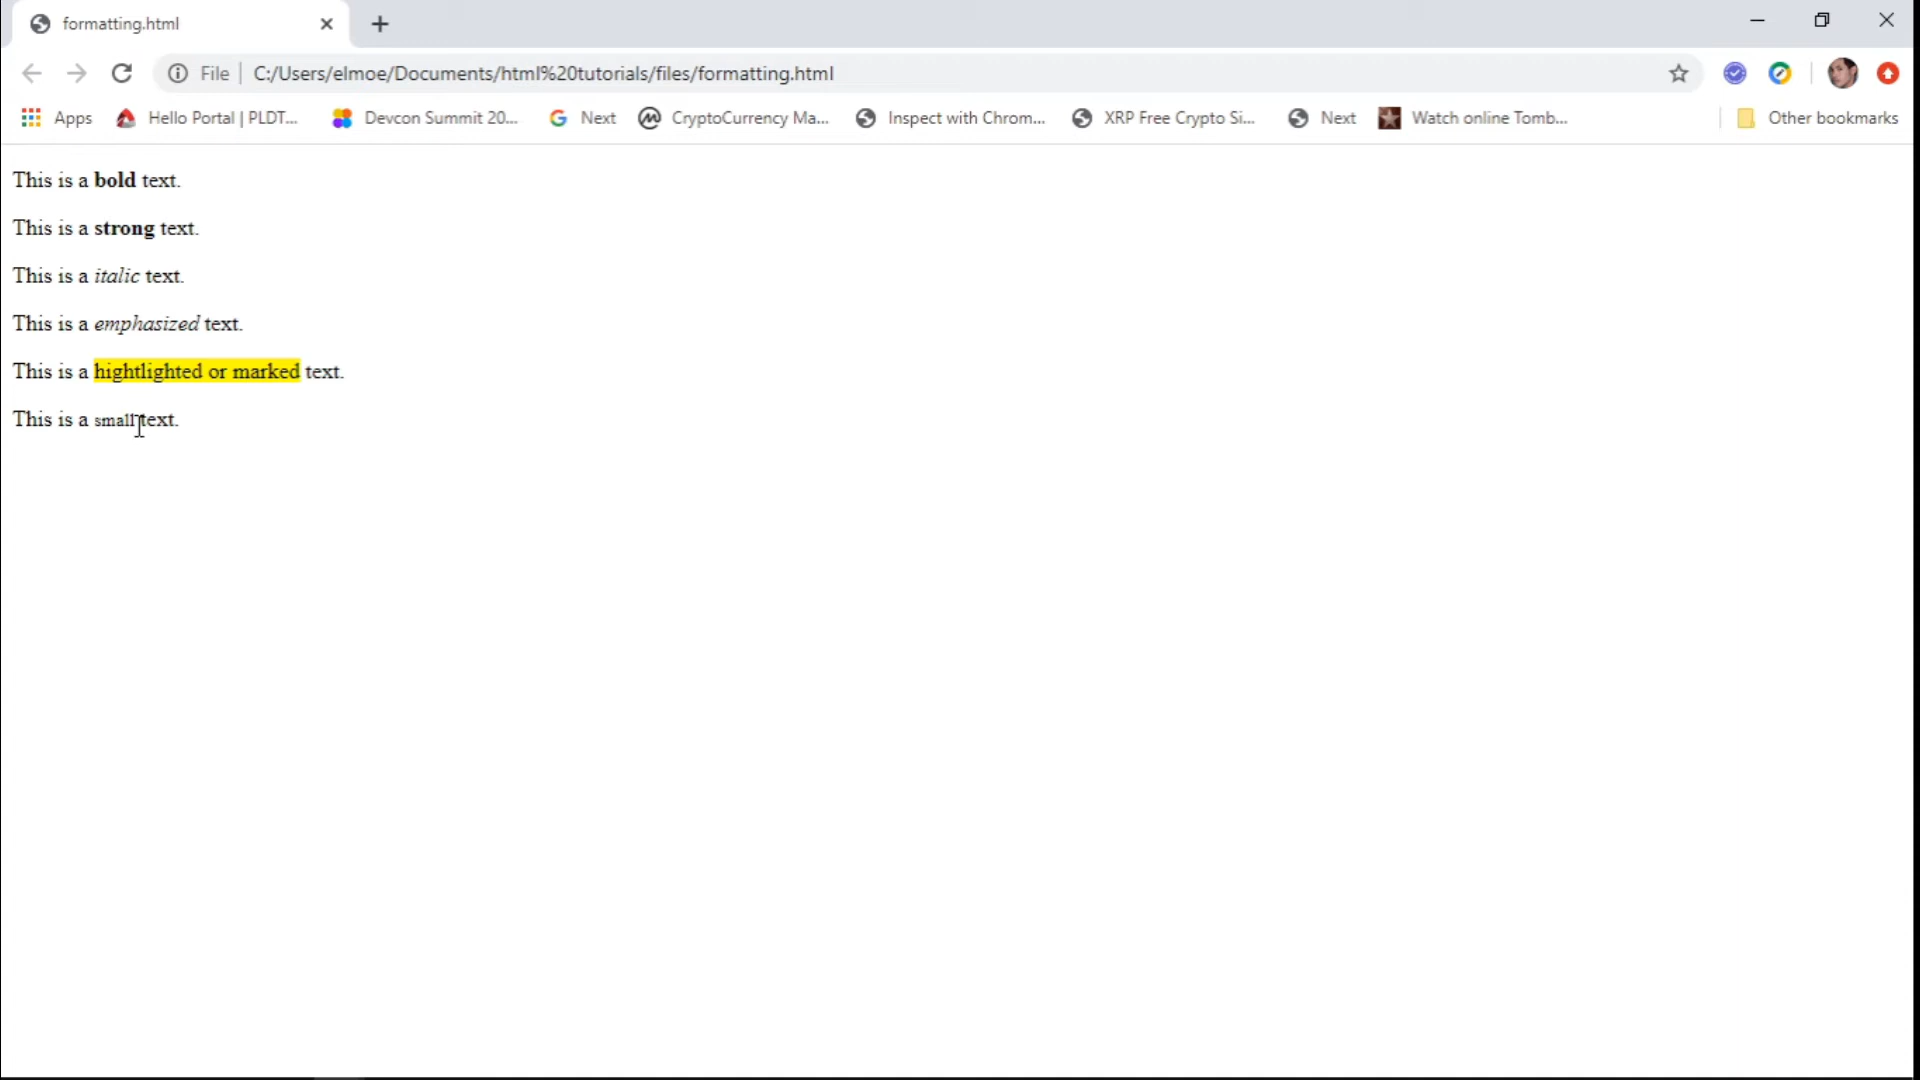 formatting.html
File C:/Users/elmoe/Documents/html%20tutorials/files/formatting.html
Apps Hello Portal | PLDT... Devcon Summit 20... Next CryptoCurrency Ma... Inspect with Chrom... XRP Free Crypto Si... Next Watch online Tomb... Other bookmarks
This is a bold text.
This is a strong text.
This is a italic text.
This is a emphasized text.
This is a hightlighted or marked text.
This is a small text.